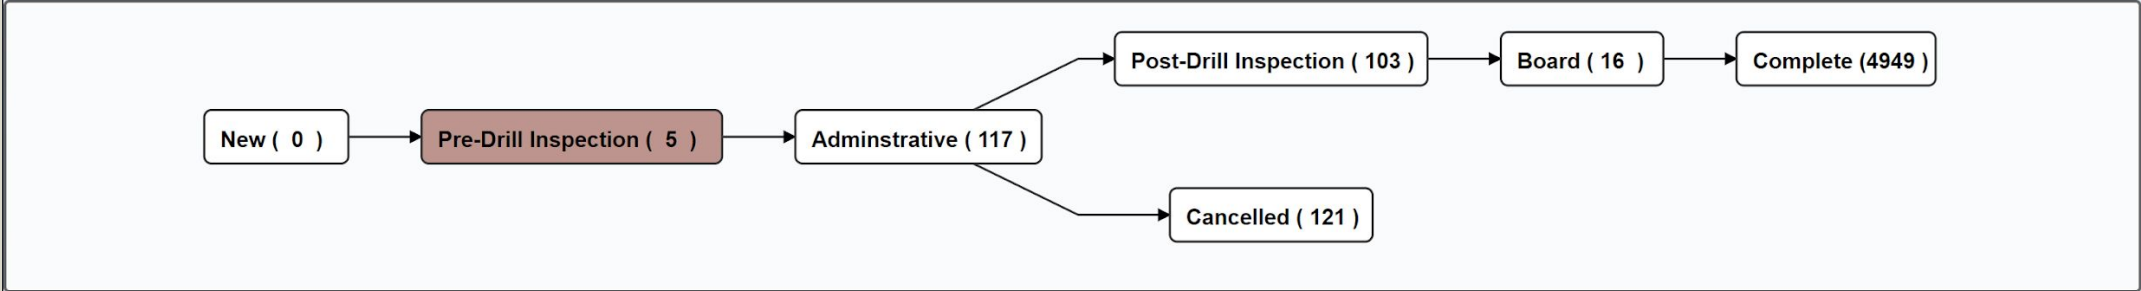 New ( 0 )
Pre-Drill Inspection ( 5 )
Adminstrative ( 117 )
Post-Drill Inspection ( 103 )
Board ( 16 )
Complete (4949 )
Cancelled ( 121 )